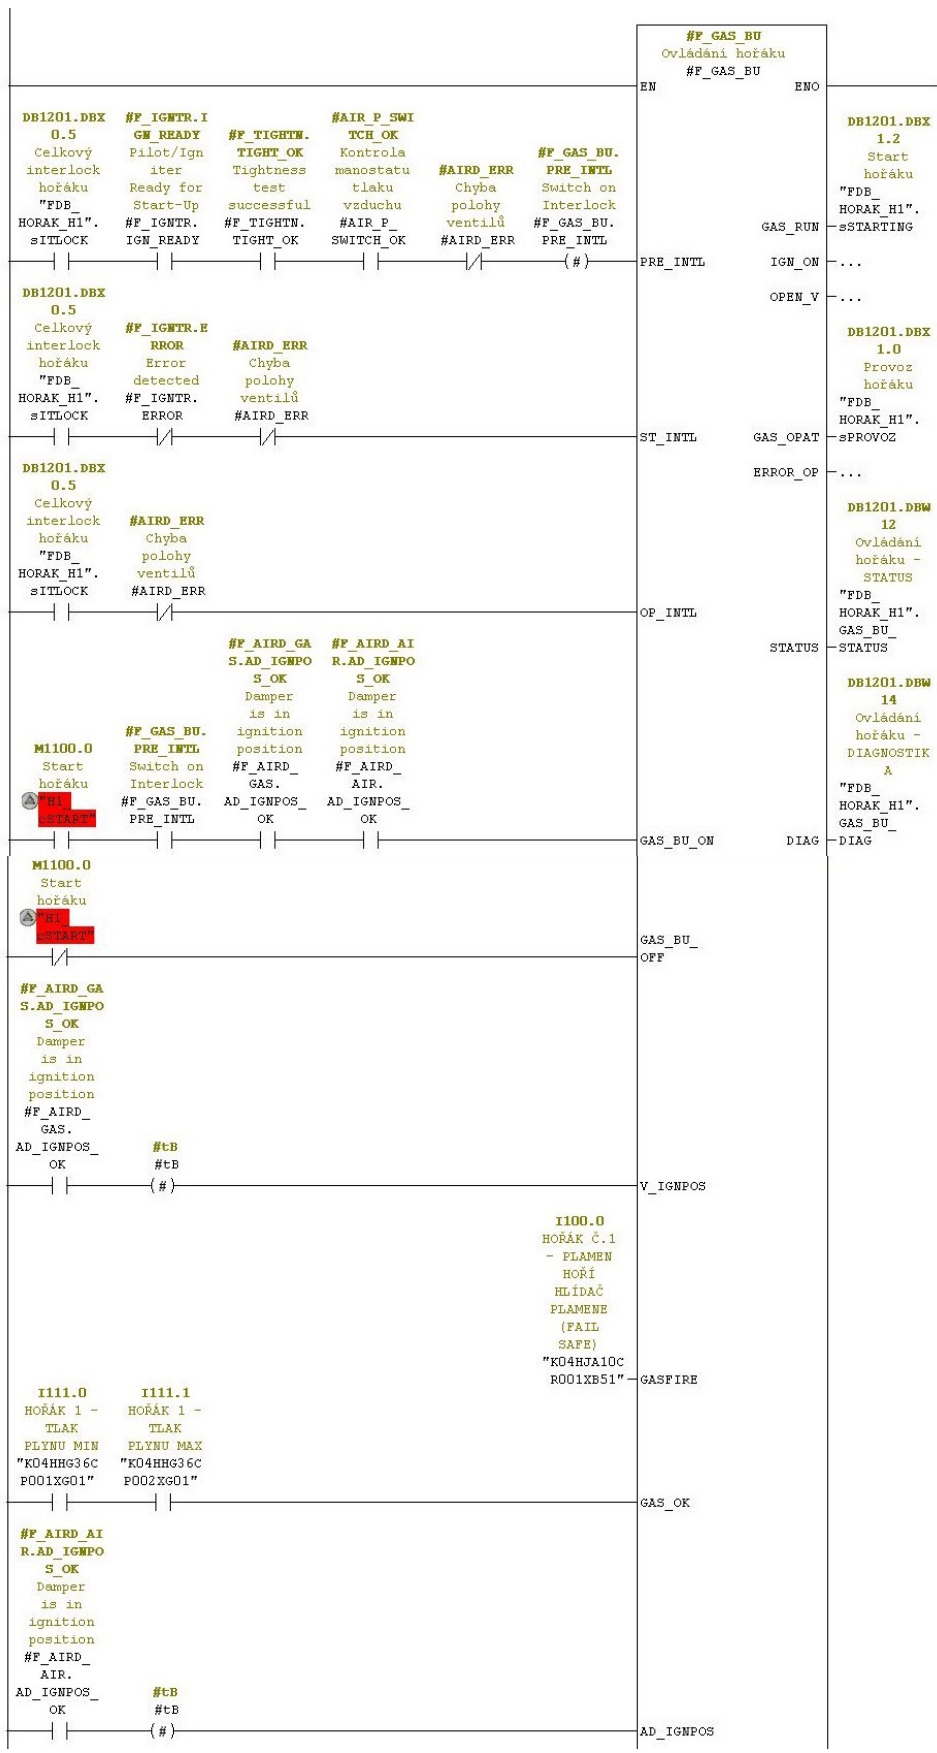 #F_GAS_BU
Ovládání hořáku
#F_GAS_BU
EN
ENO
DB1201.DBX
0.5
Celkový
interlock
hořáku
"FDB_
HORAK_H1".
sITLOCK
#F_IGNTR.I
GN_READY
Pilot/Ign
iter
Ready for
Start-Up
#F_IGNTR.
IGN_READY
#F_TIGHTN.
TIGHT_OK
Tightness
test
successful
#F_TIGHTN.
TIGHT_OK
#AIR_P_SWI
TCH_OK
Kontrola
manostatu
tlaku
vzduchu
#AIR_P_
SWITCH_OK
#AIRD_ERR
Chyba
polohy
ventilů
#AIRD_ERR
#F_GAS_BU.
PRE_INTL
Switch on
Interlock
#F_GAS_BU.
PRE_INTL
(#)
PRE_INTL
DB1201.DBX
1.2
Start
hořáku
"FDB_
HORAK_H1".
GAS_RUN
sSTARTING
IGN_ON
...
OPEN_V
...
DB1201.DBX
0.5
Celkový
interlock
hořáku
"FDB_
HORAK_H1".
sITLOCK
#F_IGNTR.E
RROR
Error
detected
#F_IGNTR.
ERROR
#AIRD_ERR
Chyba
polohy
ventilů
#AIRD_ERR
ST_INTL
DB1201.DBX
1.0
Provoz
hořáku
"FDB_
HORAK_H1".
GAS_OPAT
sPROVOZ
ERROR_OP
...
DB1201.DBX
0.5
Celkový
interlock
hořáku
"FDB_
HORAK_H1".
sITLOCK
#AIRD_ERR
Chyba
polohy
ventilů
#AIRD_ERR
OP_INTL
DB1201.DBW
12
Ovládání
hořáku -
STATUS
"FDB_
HORAK_H1".
GAS_BU_
STATUS
STATUS
M1100.0
Start
hořáku
"H1_
cSTART"
#F_GAS_BU.
PRE_INTL
Switch on
Interlock
#F_GAS_BU.
PRE_INTL
#F_AIRD_GA
S.AD_IGNPO
S_OK
Damper
is in
ignition
position
#F_AIRD_
GAS.
AD_IGNPOS_
OK
#F_AIRD_AI
R.AD_IGNPO
S_OK
Damper
is in
ignition
position
#F_AIRD_
AIR.
AD_IGNPOS_
OK
GAS_BU_ON
DB1201.DBW
14
Ovládání
hořáku -
DIAGNOSTIK
A
"FDB_
HORAK_H1".
GAS_BU_
DIAG
DIAG
M1100.0
Start
hořáku
"H1_
cSTART"
GAS_BU_
OFF
#F_AIRD_GA
S.AD_IGNPO
S_OK
Damper
is in
ignition
position
#F_AIRD_
GAS.
AD_IGNPOS_
OK
#tB
#tB
(#)
V_IGNPOS
I100.0
HOŘÁK Č.1
- PLAMEN
HOŘÍ
HLÍDAČ
PLAMENE
(FAIL
SAFE)
"K04HJA10C
R001XB51"
GASFIRE
I111.0
HOŘÁK 1 -
TLAK
PLYNU MIN
"K04HHG36C
P001XG01"
I111.1
HOŘÁK 1 -
TLAK
PLYNU MAX
"K04HHG36C
P002XG01"
GAS_OK
#F_AIRD_AI
R.AD_IGNPO
S_OK
Damper
is in
ignition
position
#F_AIRD_
AIR.
AD_IGNPOS_
OK
#tB
#tB
(#)
AD_IGNPOS